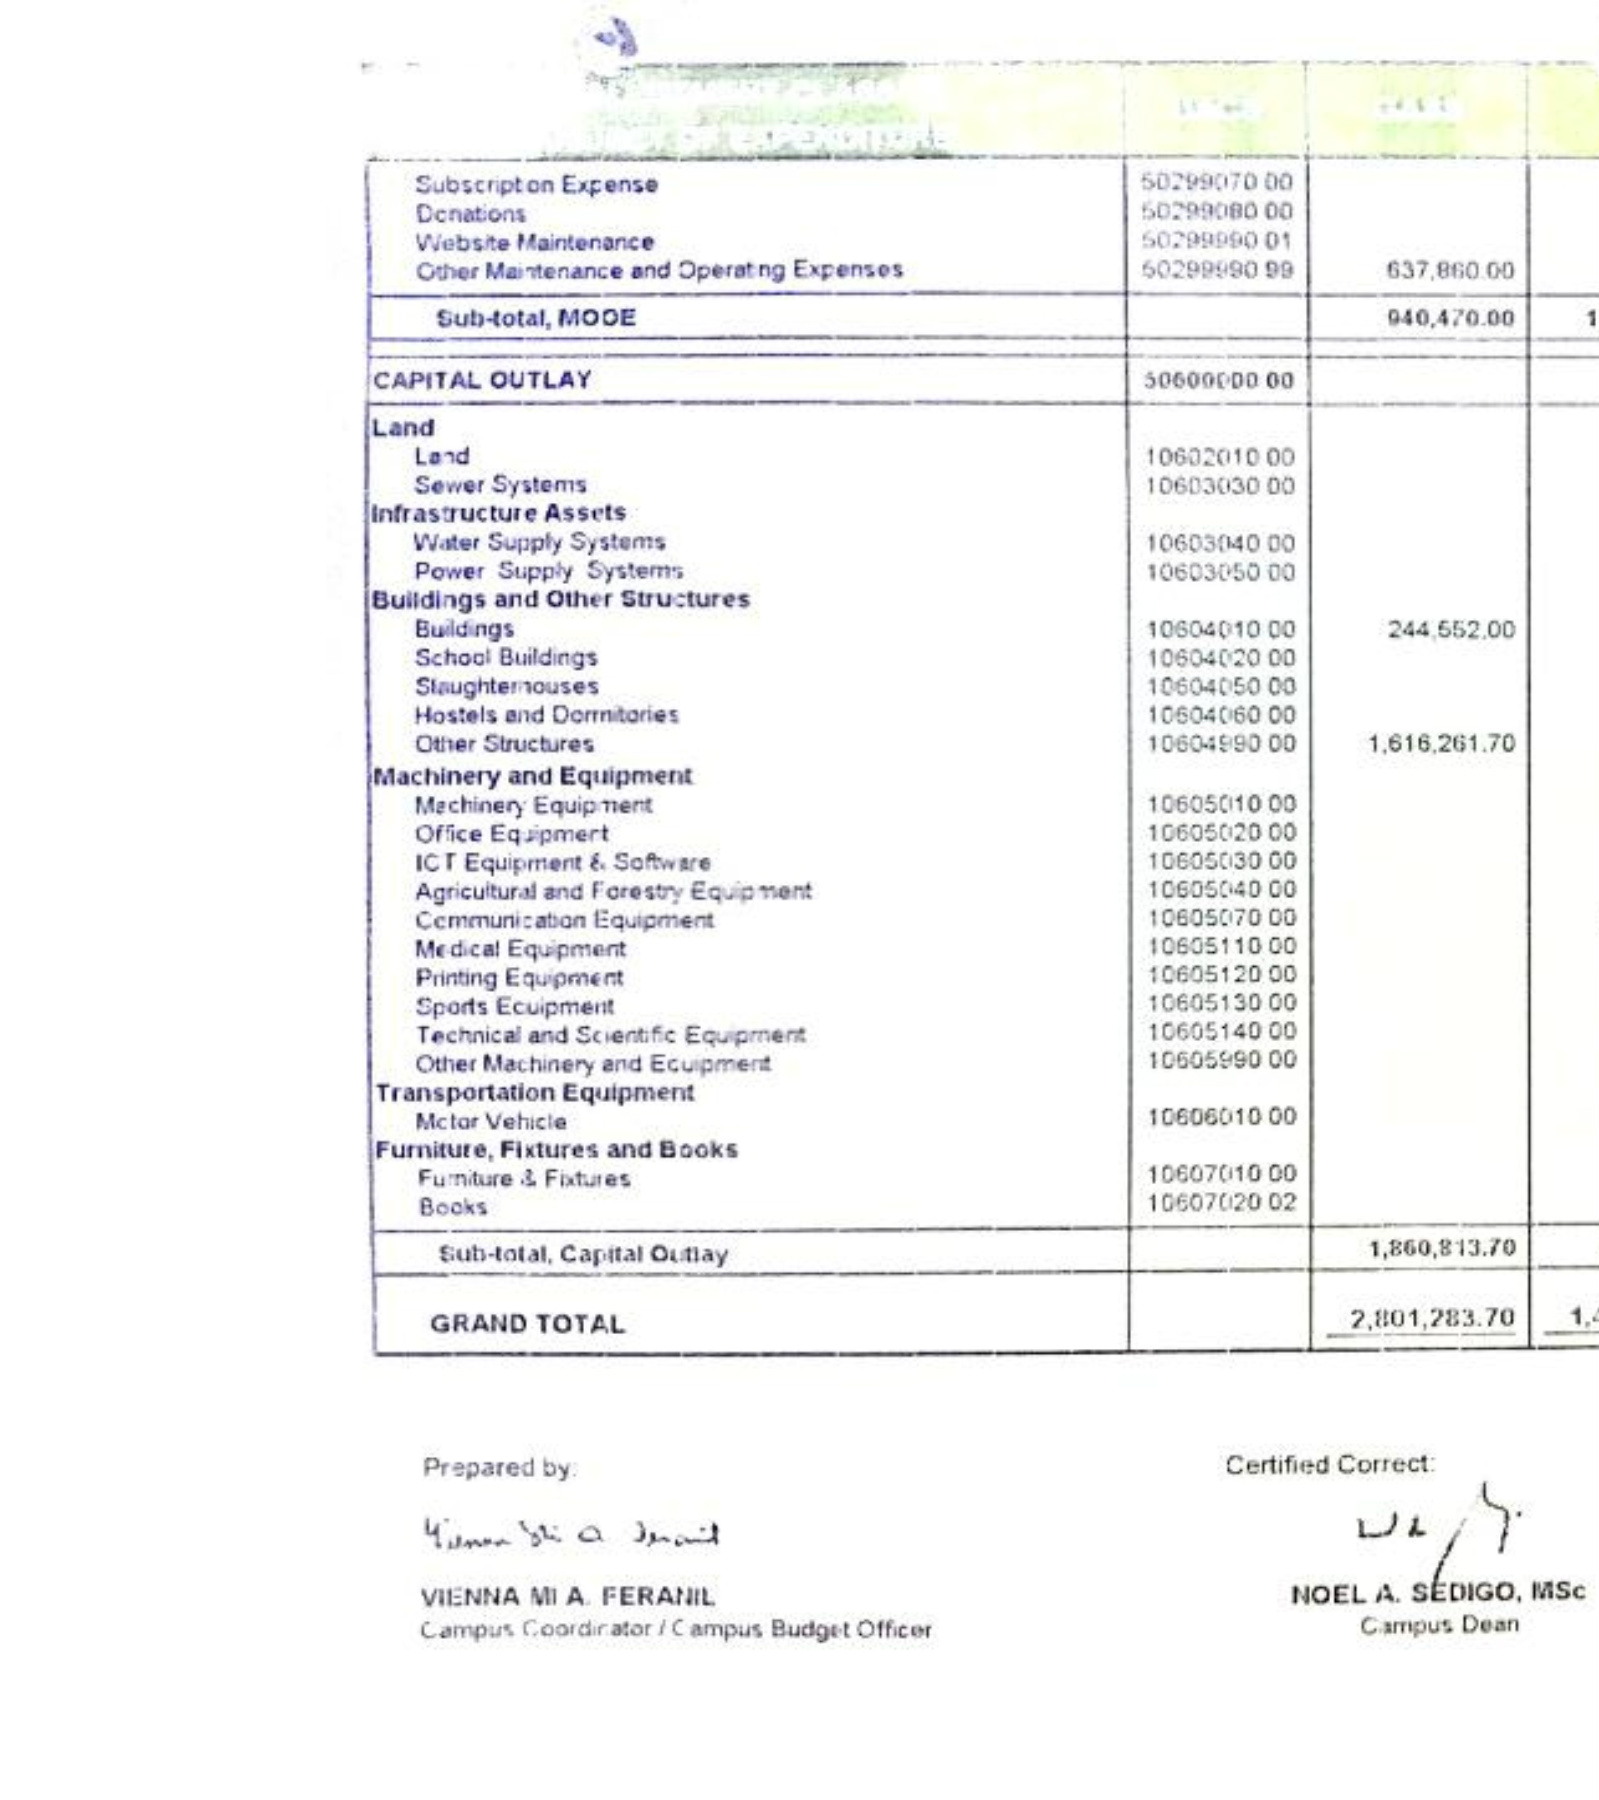 Subscription Expense 50299070 00
Donations 50299080 00
Website Maintenance 50299990 01
Other Maintenance and Operating Expenses 50299990 99 637,860.00
Sub-total, MOOE 940,470.00 1
CAPITAL OUTLAY 50600000 00
Land
Land 10602010 00
Sewer Systems 10603030 00
Infrastructure Assets
Water Supply Systems 10603040 00
Power Supply Systems 10603050 00
Buildings and Other Structures
Buildings 10604010 00 244,552.00
School Buildings 10604020 00
Slaughterhouses 10604050 00
Hostels and Dormitories 10604060 00
Other Structures 10604990 00 1,616,261.70
Machinery and Equipment
Machinery Equipment 10605010 00
Office Equipment 10605020 00
ICT Equipment & Software 10605030 00
Agricultural and Forestry Equipment 10605040 00
Communication Equipment 10605070 00
Medical Equipment 10605110 00
Printing Equipment 10605120 00
Sports Equipment 10605130 00
Technical and Scientific Equipment 10605140 00
Other Machinery and Equipment 10605990 00
Transportation Equipment
Motor Vehicle 10606010 00
Furniture, Fixtures and Books
Furniture & Fixtures 10607010 00
Books 10607020 02
Sub-total, Capital Outlay 1,860,813.70
GRAND TOTAL 2,801,283.70 1,4
Prepared by: Certified Correct:
VIENNA MI A. FERANIL NOEL A. SEDIGO, MSc
Campus Coordinator / Campus Budget Officer Campus Dean